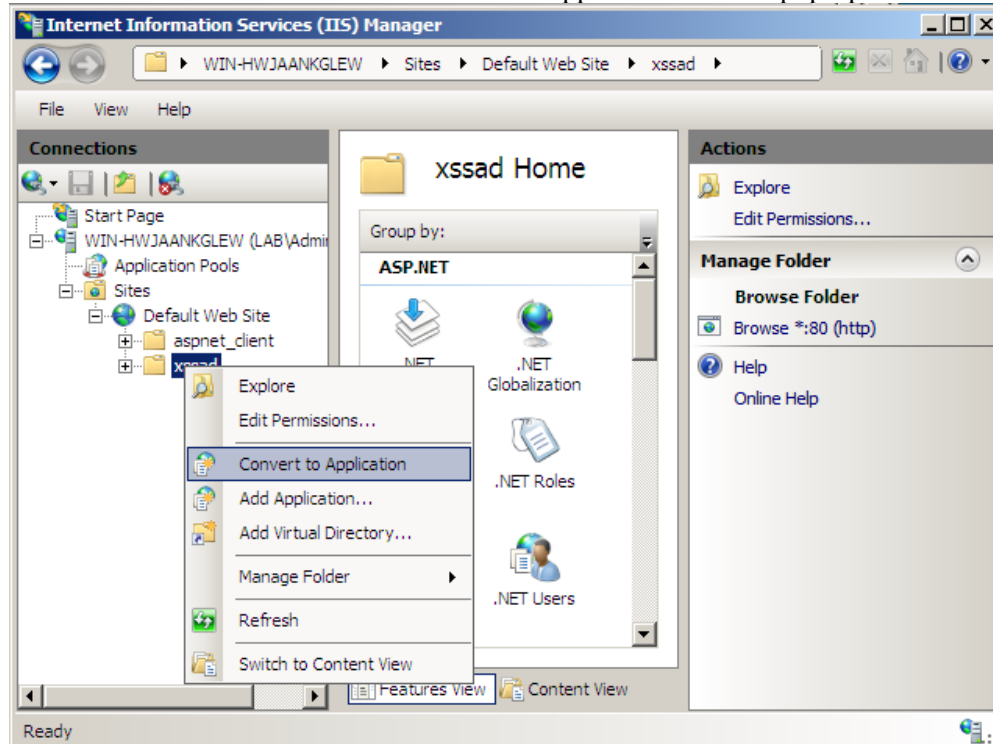 Internet Information Services (IIS) Manager
WIN-HWJAANKGLEW Sites Default Web Site xssad
File View Help
Connections
Start Page
WIN-HWJAANKGLEW (LAB\Admi
Application Pools
Sites
Default Web Site
aspnet_client
xssad
Explore
Edit Permissions...
Convert to Application
Add Application...
Add Virtual Directory...
Manage Folder
Refresh
Switch to Content View
xssad Home
Group by:
ASP.NET
.NET
.NET
Globalization
.NET Roles
.NET Users
Features View Content View
Actions
Explore
Edit Permissions...
Manage Folder
Browse Folder
Browse *:80 (http)
Help
Online Help
Ready